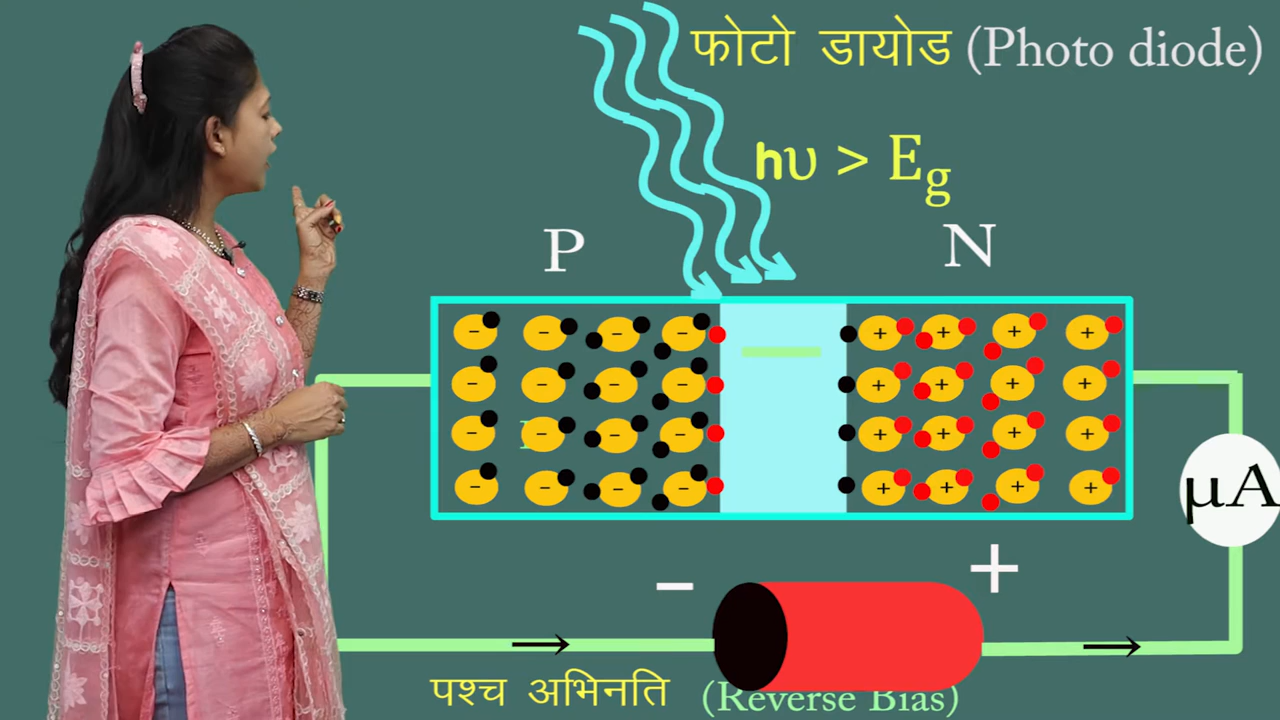 फोटो डायोड (Photo diode)
hυ > Eg
P N
μA
− +
पश्च अभिनति (Reverse Bias)